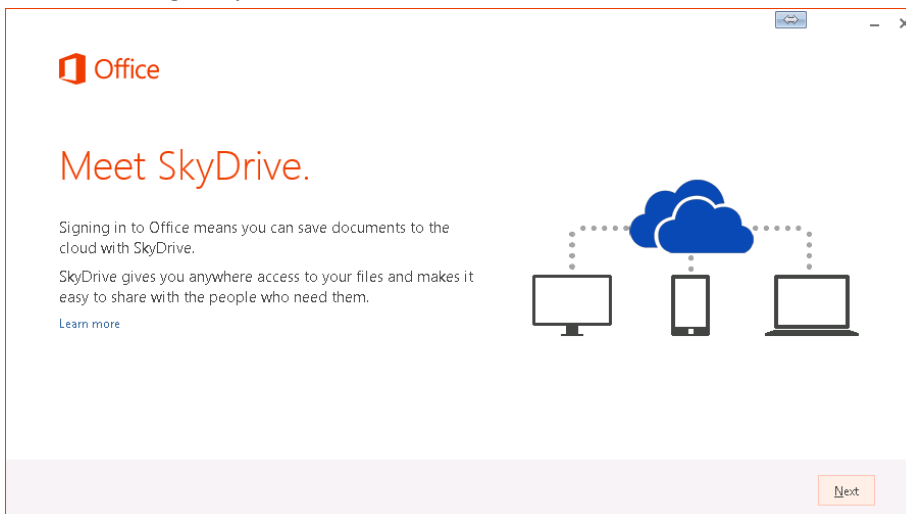 Office
Meet SkyDrive.
Signing in to Office means you can save documents to the
cloud with SkyDrive.
SkyDrive gives you anywhere access to your files and makes it
easy to share with the people who need them.
Learn more
Next